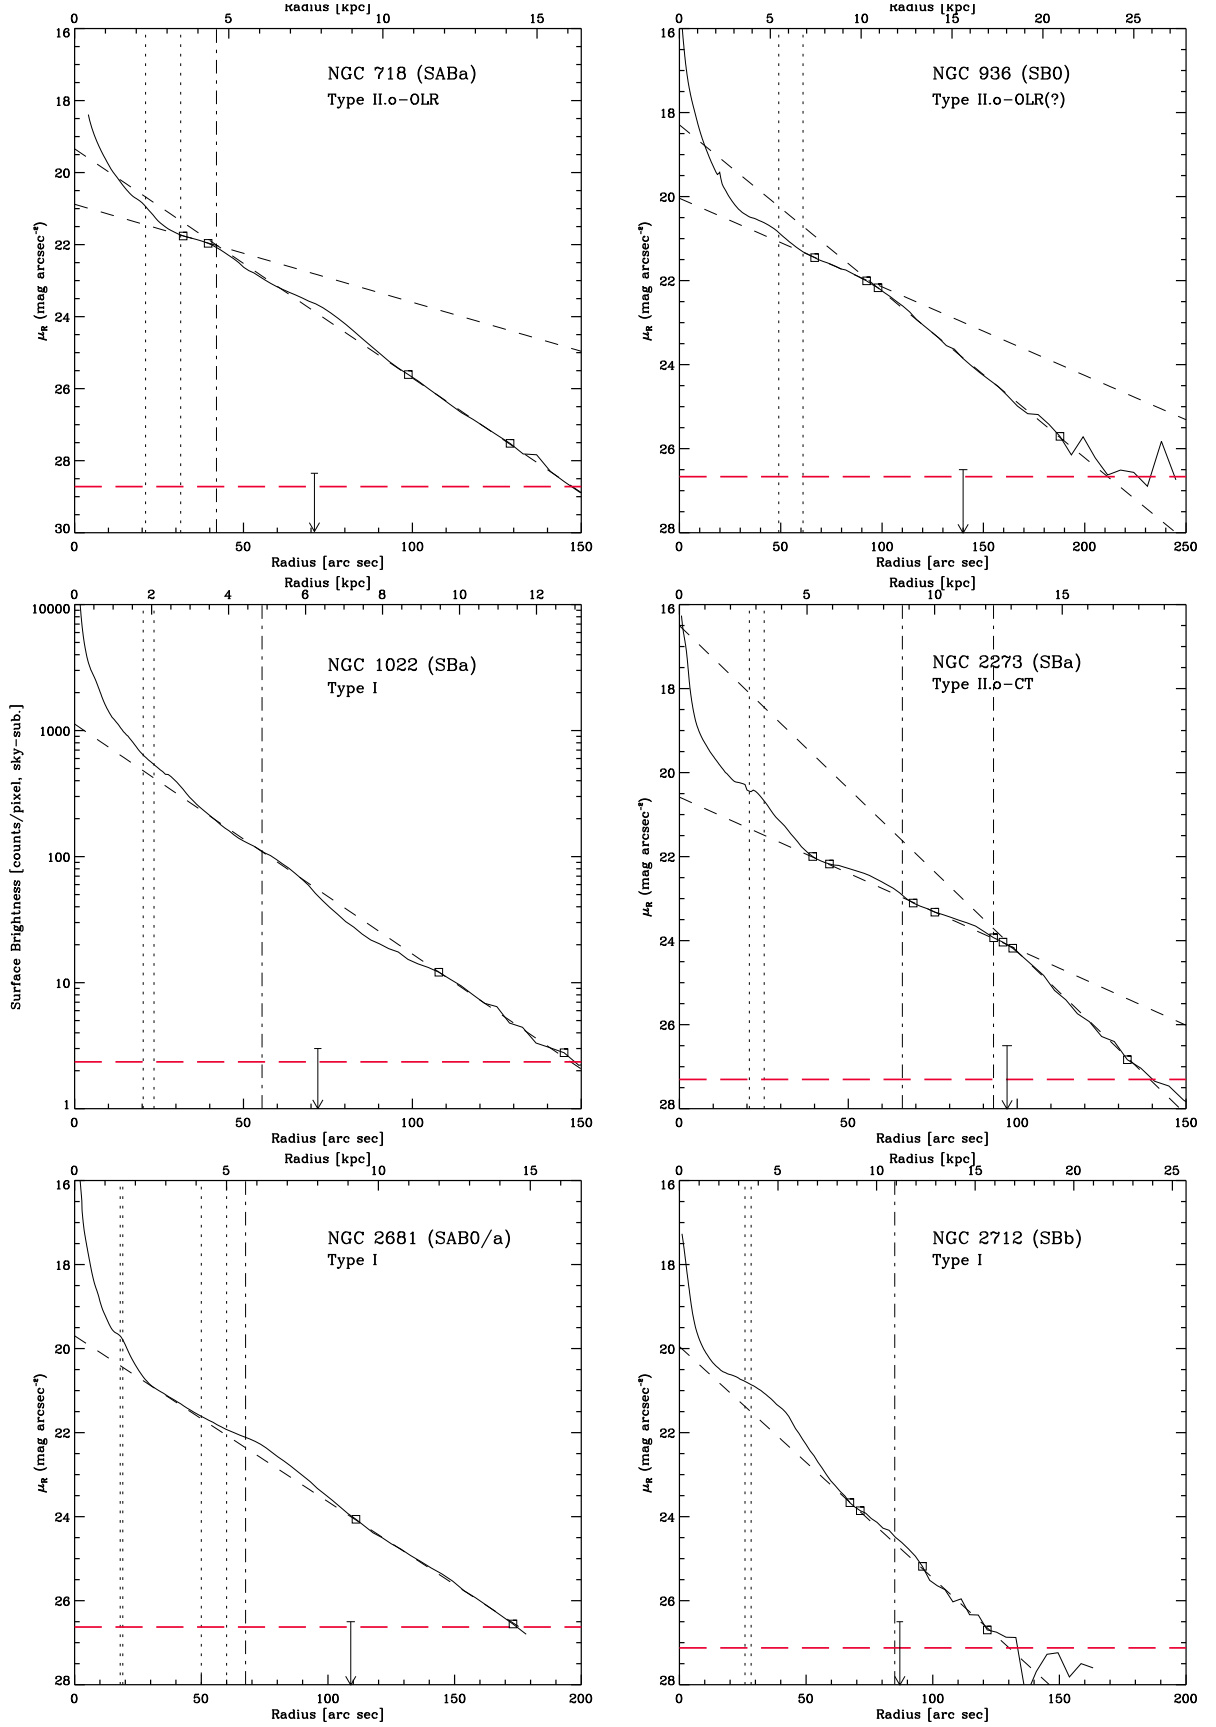 Radius [kpc]
0 5 10 15
16
18
20
22
24
26
28
30
μR (mag arcsec⁻²)
NGC 718 (SABa)
Type II.o−OLR
0 50 100 150
Radius [arc sec]
Radius [kpc]
0 5 10 15 20 25
16
18
20
22
24
26
28
μR (mag arcsec⁻²)
NGC 936 (SB0)
Type II.o−OLR(?)
0 50 100 150 200 250
Radius [arc sec]
Radius [kpc]
0 2 4 6 8 10 12
10000
1000
100
10
1
Surface Brightness [counts/pixel, sky−sub.]
NGC 1022 (SBa)
Type I
0 50 100 150
Radius [arc sec]
Radius [kpc]
0 5 10 15
16
18
20
22
24
26
28
μR (mag arcsec⁻²)
NGC 2273 (SBa)
Type II.o−CT
0 50 100 150
Radius [arc sec]
Radius [kpc]
0 5 10 15
16
18
20
22
24
26
28
μR (mag arcsec⁻²)
NGC 2681 (SAB0/a)
Type I
0 50 100 150 200
Radius [arc sec]
Radius [kpc]
0 5 10 15 20 25
16
18
20
22
24
26
28
μR (mag arcsec⁻²)
NGC 2712 (SBb)
Type I
0 50 100 150 200
Radius [arc sec]